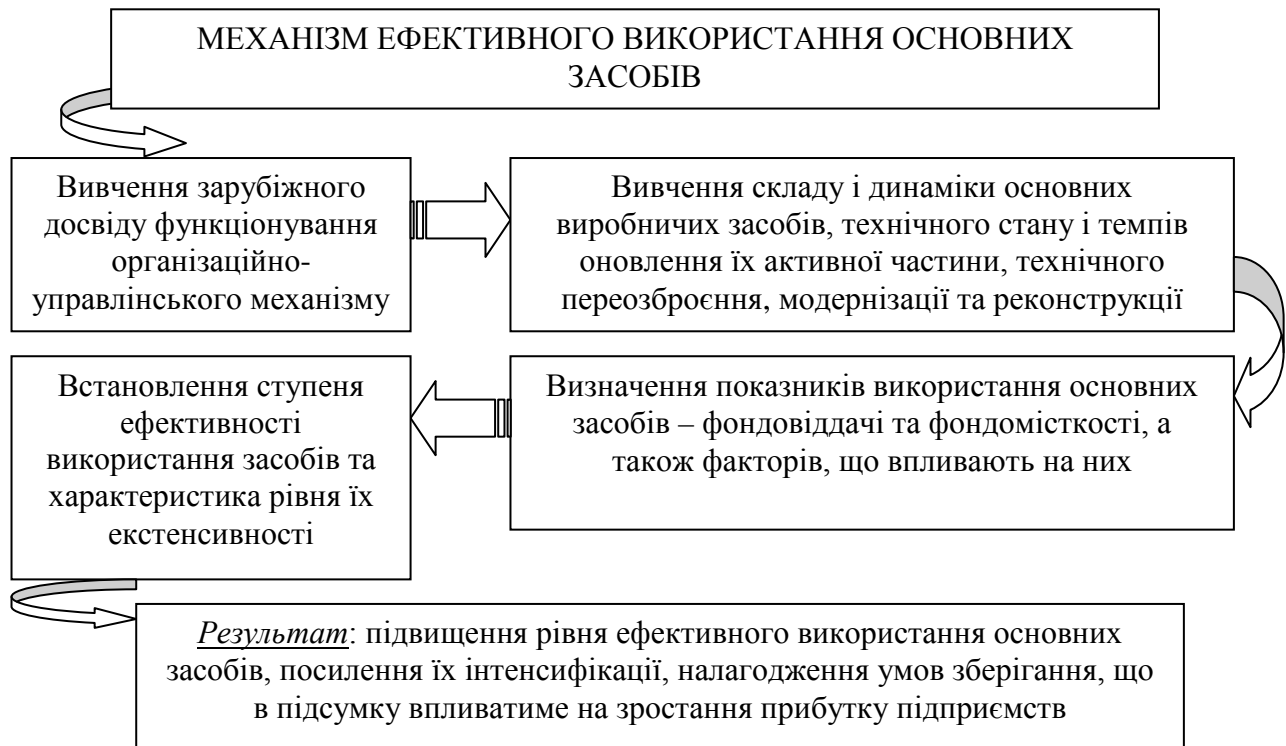 МЕХАНІЗМ ЕФЕКТИВНОГО ВИКОРИСТАННЯ ОСНОВНИХ
ЗАСОБІВ
Вивчення зарубіжного
досвіду функціонування
організаційно-
управлінського механізму
Вивчення складу і динаміки основних
виробничих засобів, технічного стану і темпів
оновлення їх активної частини, технічного
переозброєння, модернізації та реконструкції
Визначення показників використання основних
засобів – фондовіддачі та фондомісткості, а
також факторів, що впливають на них
Встановлення ступеня
ефективності
використання засобів та
характеристика рівня їх
екстенсивності
Результат: підвищення рівня ефективного використання основних
засобів, посилення їх інтенсифікації, налагодження умов зберігання, що
в підсумку впливатиме на зростання прибутку підприємств